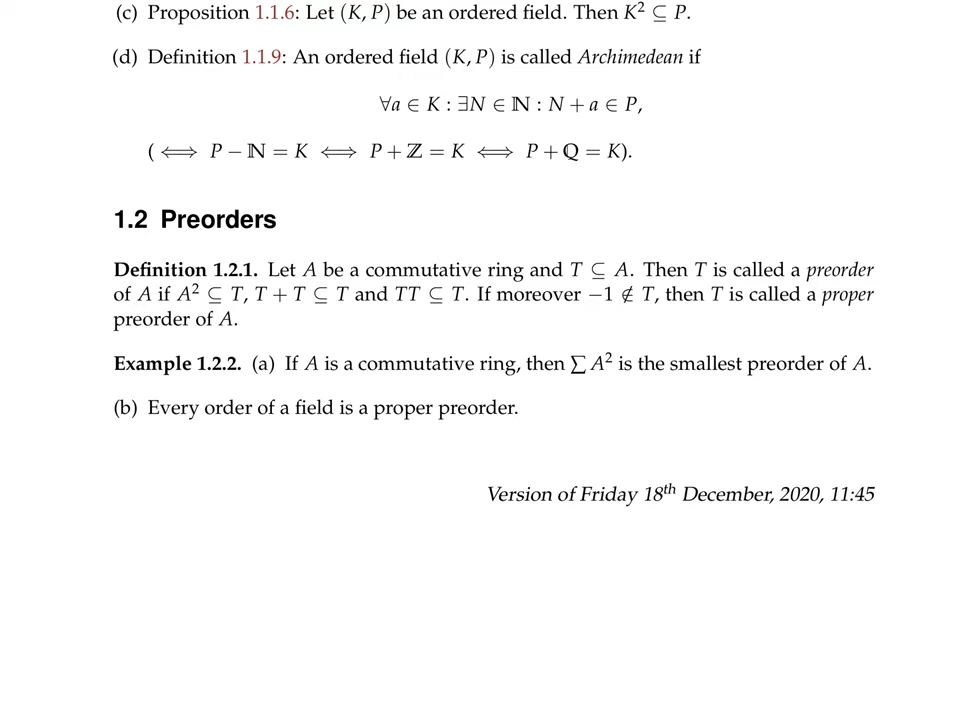 (c) Proposition 1.1.6: Let (K, P) be an ordered field. Then K² ⊆ P.
(d) Definition 1.1.9: An ordered field (K, P) is called Archimedean if
∀a ∈ K : ∃N ∈ ℕ : N + a ∈ P,
( ⟺ P − ℕ = K ⟺ P + ℤ = K ⟺ P + ℚ = K).
1.2 Preorders
Definition 1.2.1. Let A be a commutative ring and T ⊆ A. Then T is called a preorder
of A if A² ⊆ T, T + T ⊆ T and TT ⊆ T. If moreover −1 ∉ T, then T is called a proper
preorder of A.
Example 1.2.2. (a) If A is a commutative ring, then ∑ A² is the smallest preorder of A.
(b) Every order of a field is a proper preorder.
Version of Friday 18th December, 2020, 11:45